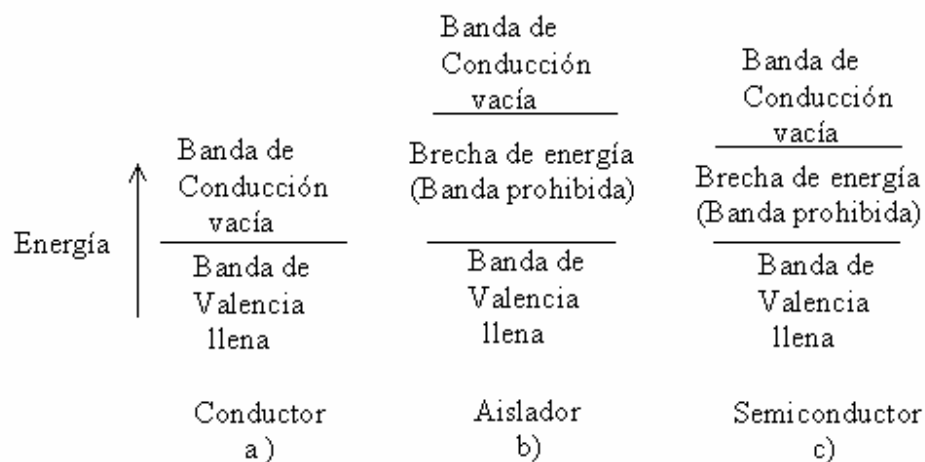 Energía
Banda de
Conducción
vacía
Banda de
Valencia
llena
Conductor
a )
Banda de
Conducción
vacía
Brecha de energía
(Banda prohibida)
Banda de
Valencia
llena
Aislador
b)
Banda de
Conducción
vacía
Brecha de energía
(Banda prohibida)
Banda de
Valencia
llena
Semiconductor
c)